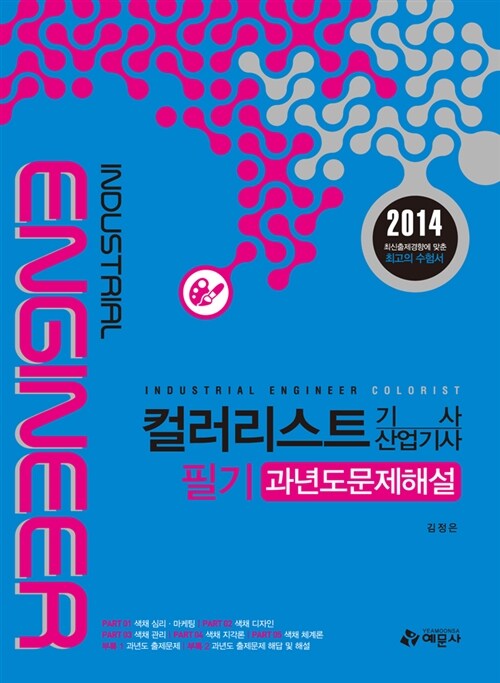 INDUSTRIAL
ENGINEER
2014
최신출제경향에 맞춘
최고의 수험서
INDUSTRIAL ENGINEER COLORIST
컬러리스트 기사
산업기사
필기 과년도문제해설
김정은
PART 01 색채 심리·마케팅 | PART 02 색채 디자인
PART 03 색채 관리 | PART 04 색채 지각론 | PART 05 색채 체계론
부록 1 과년도 출제문제 | 부록 2 과년도 출제문제 해답 및 해설
YEAMOONSA
예문사